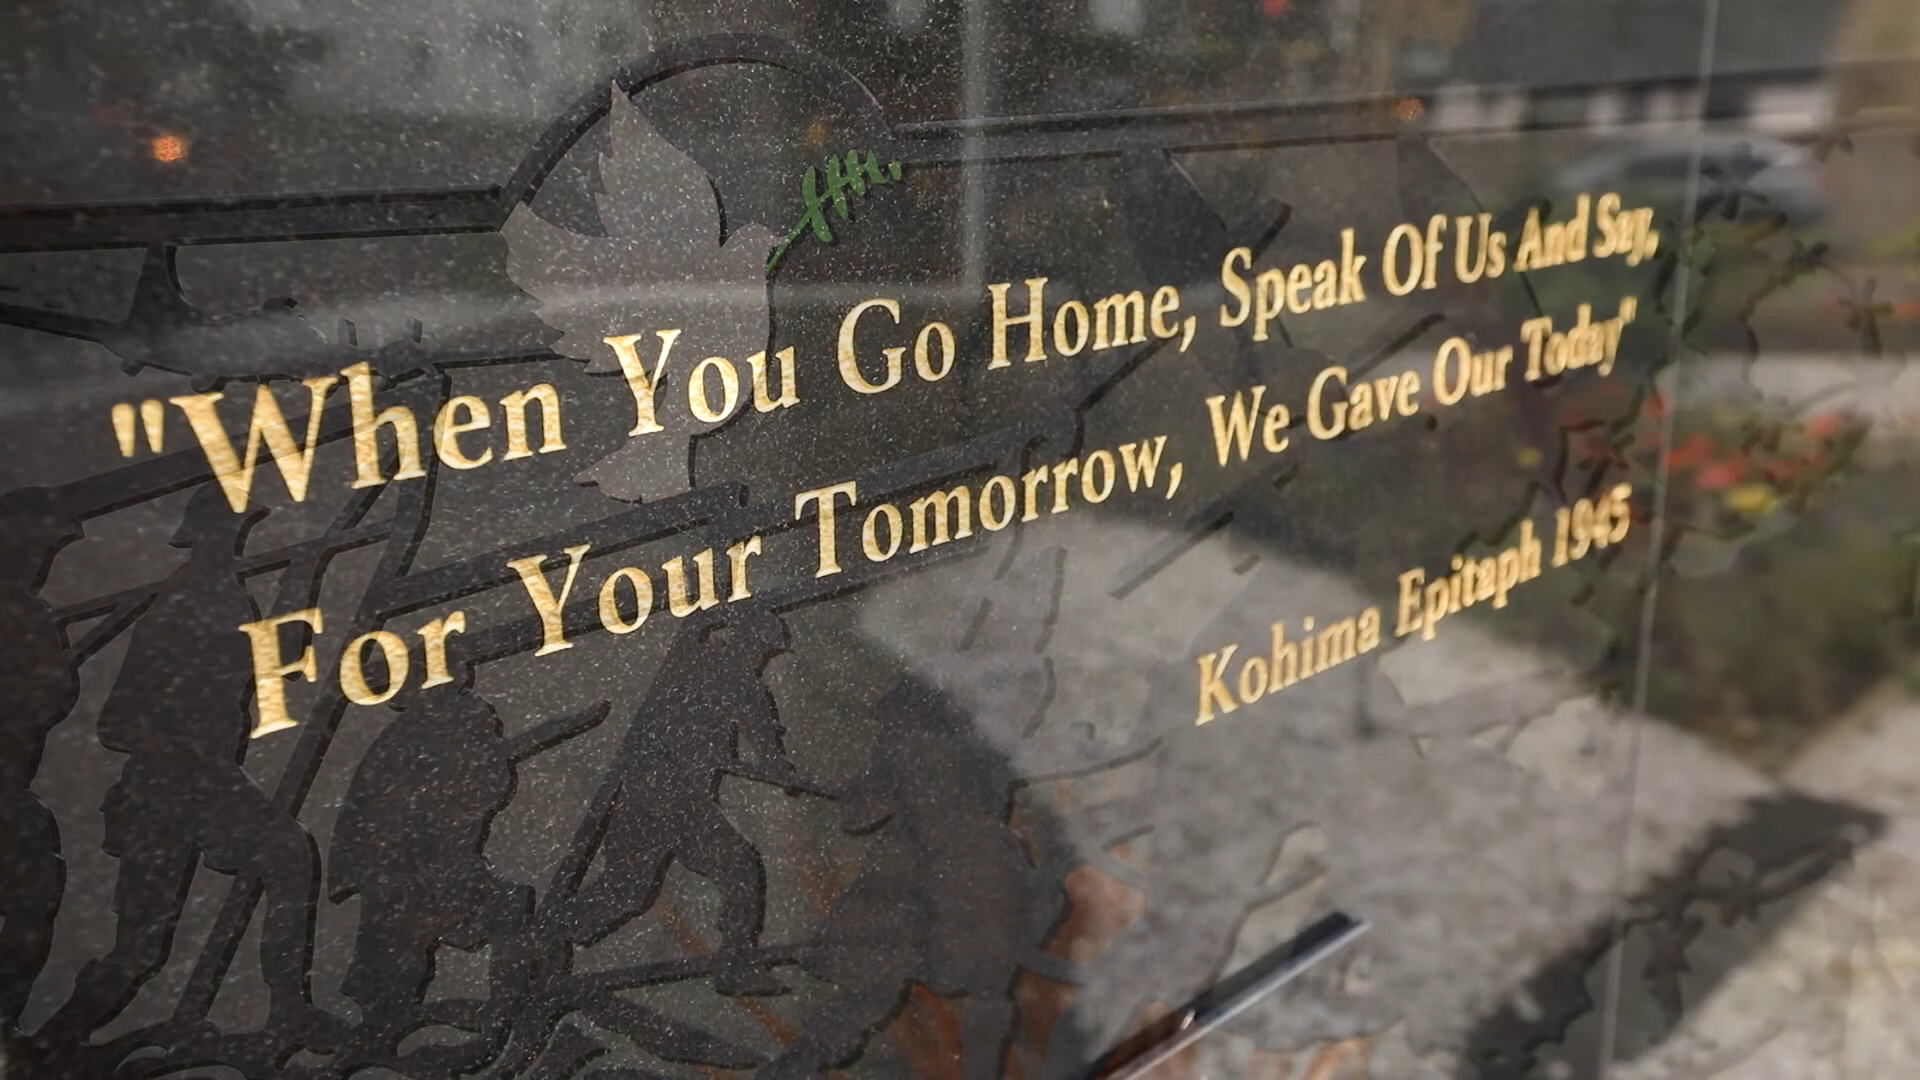 "When You Go Home, Speak Of Us And Say,
For Your Tomorrow, We Gave Our Today"
Kohima Epitaph 1945